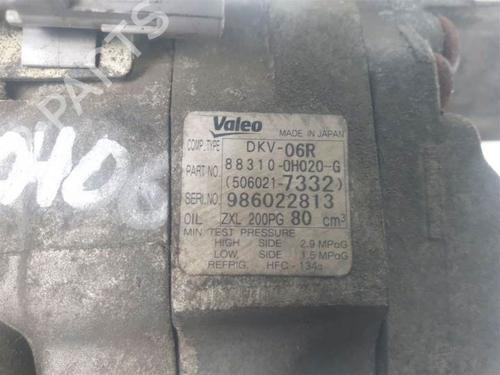 PARTS
0H0
Valeo MADE IN JAPAN
COMP. TYPE DKV-06R
PART NO. 88310-0H020-G
(506021-7332)
SERI.NO. 986022813
OIL ZXL 200PG 80 cm³
MIN. TEST PRESSURE
HIGH SIDE 2.9 MPaG
LOW SIDE 1.5 MPaG
REFRIG. HFC-134a